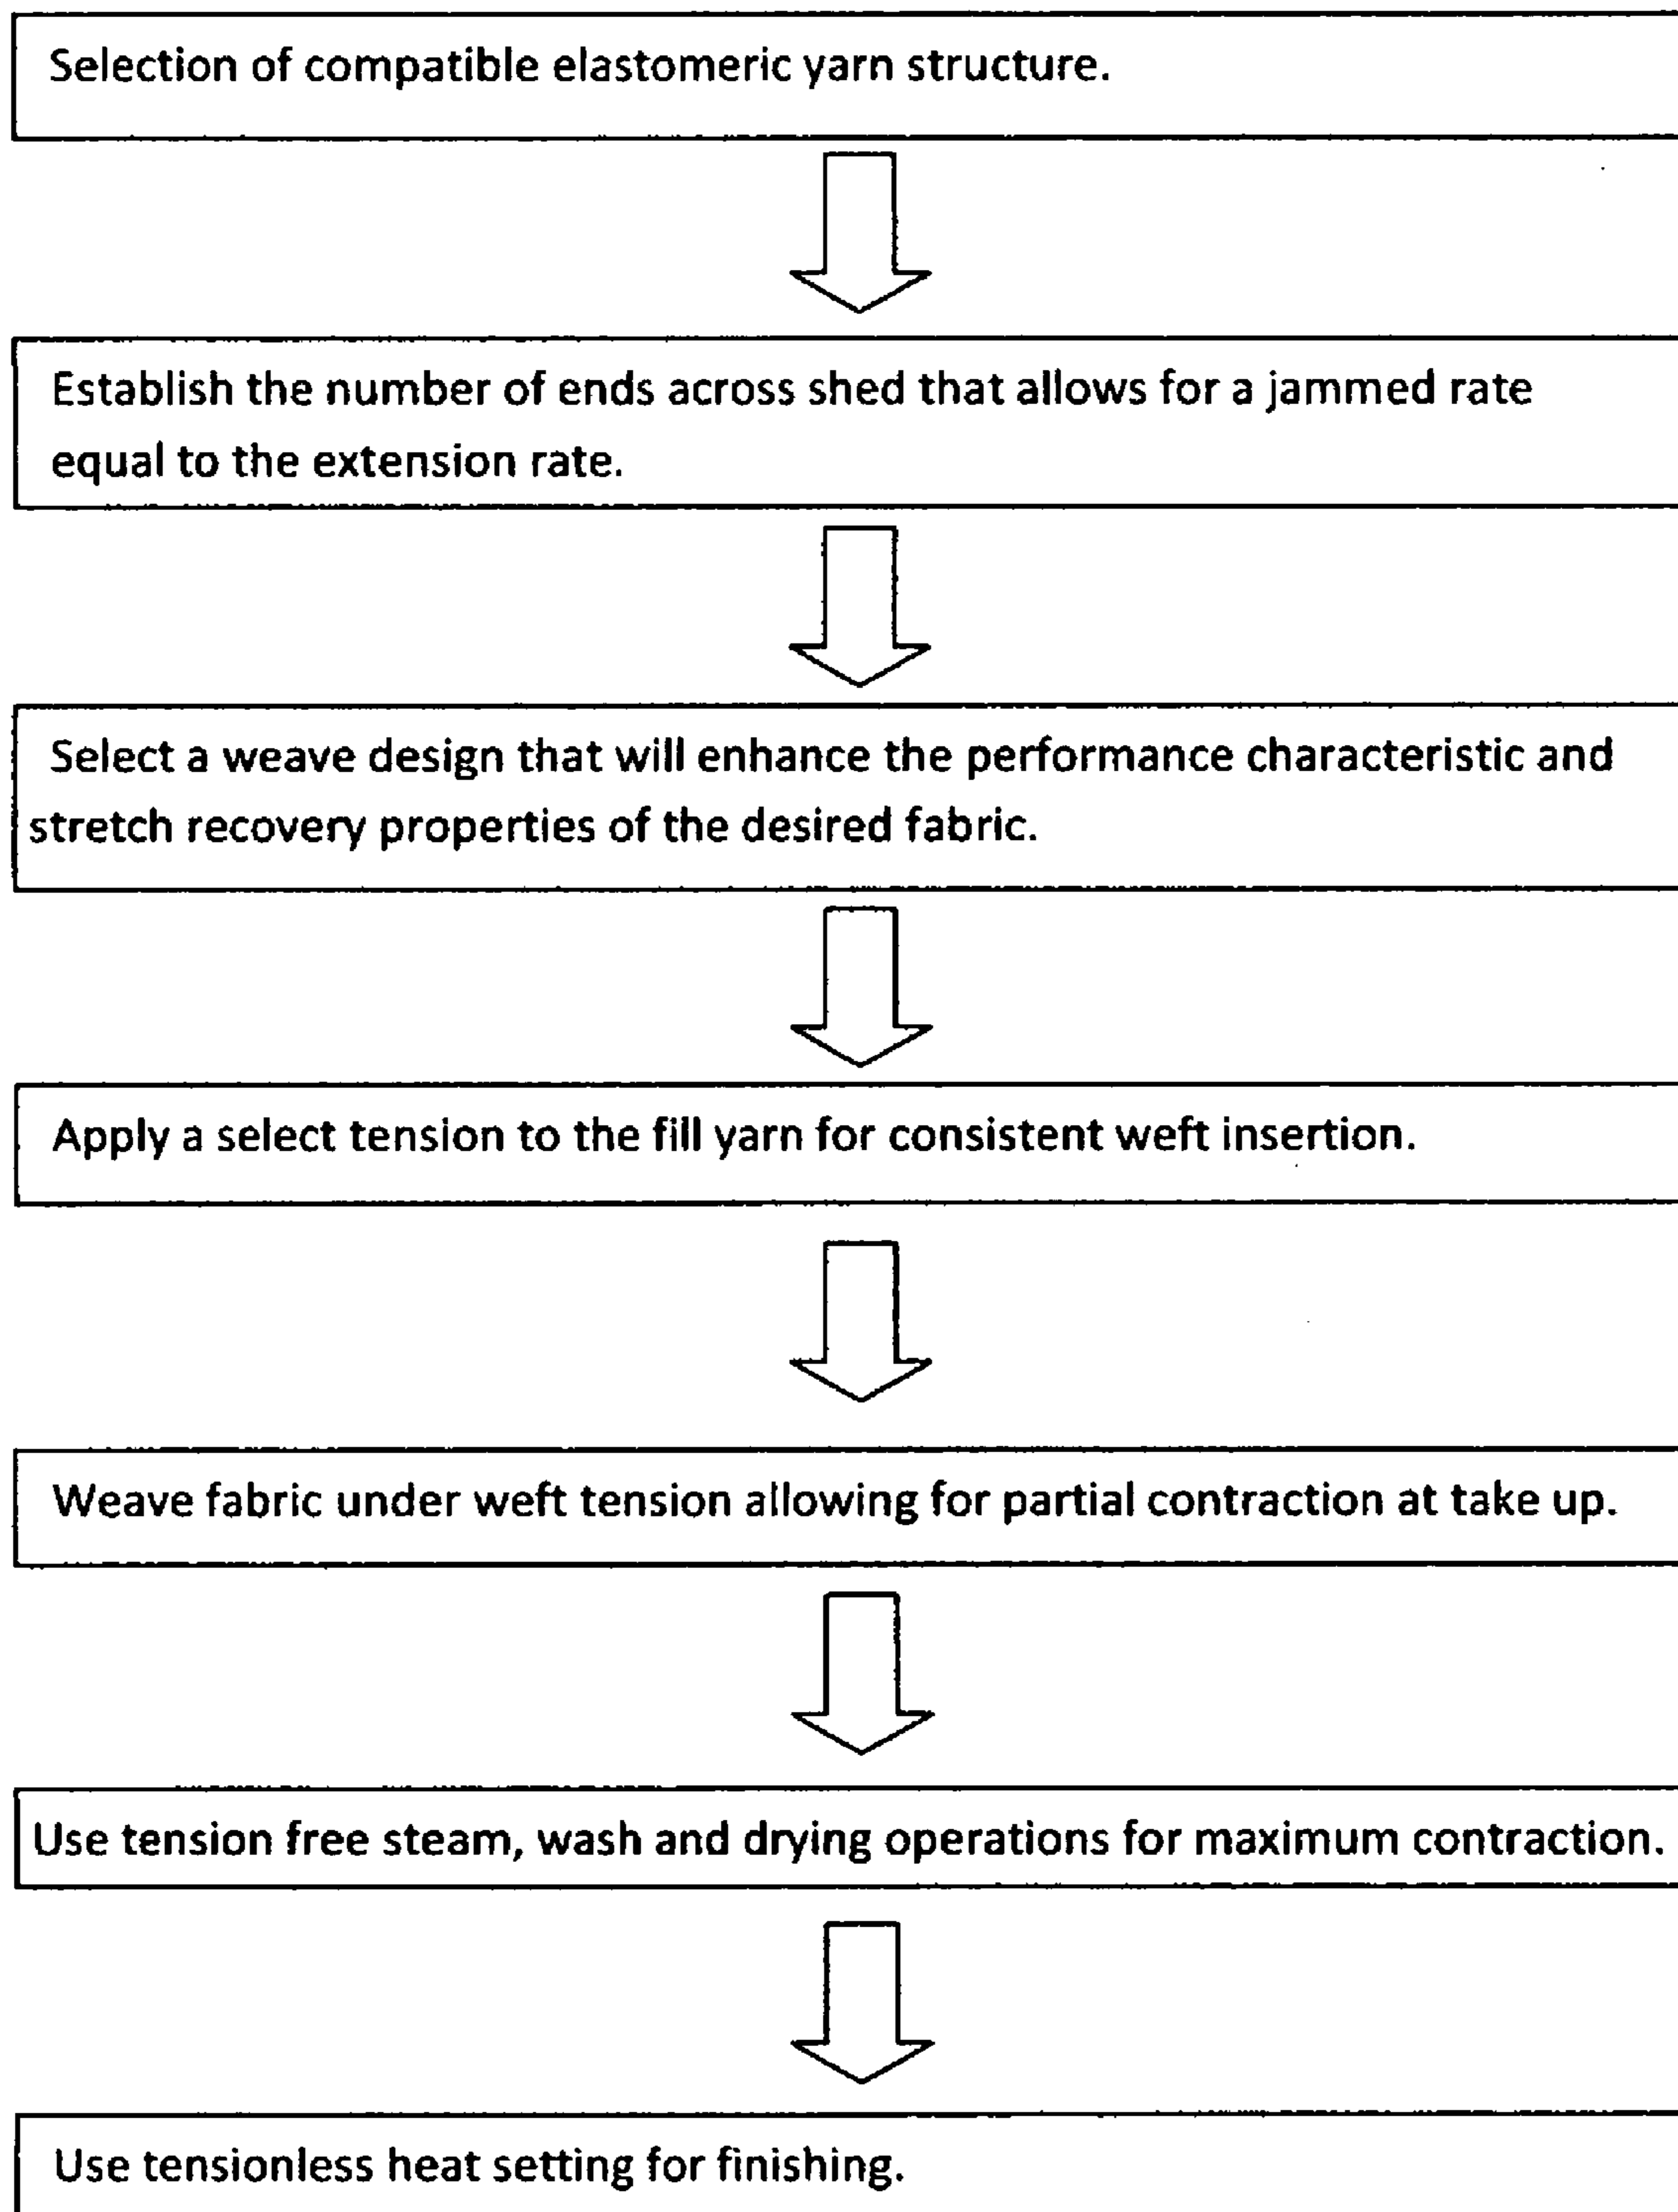 Selection of compatible elastomeric yarn structure.
Establish the number of ends across shed that allows for a jammed rate
equal to the extension rate.
Select a weave design that will enhance the performance characteristic and
stretch recovery properties of the desired fabric.
Apply a select tension to the fill yarn for consistent weft insertion.
Weave fabric under weft tension allowing for partial contraction at take up.
Use tension free steam, wash and drying operations for maximum contraction.
Use tensionless heat setting for finishing.